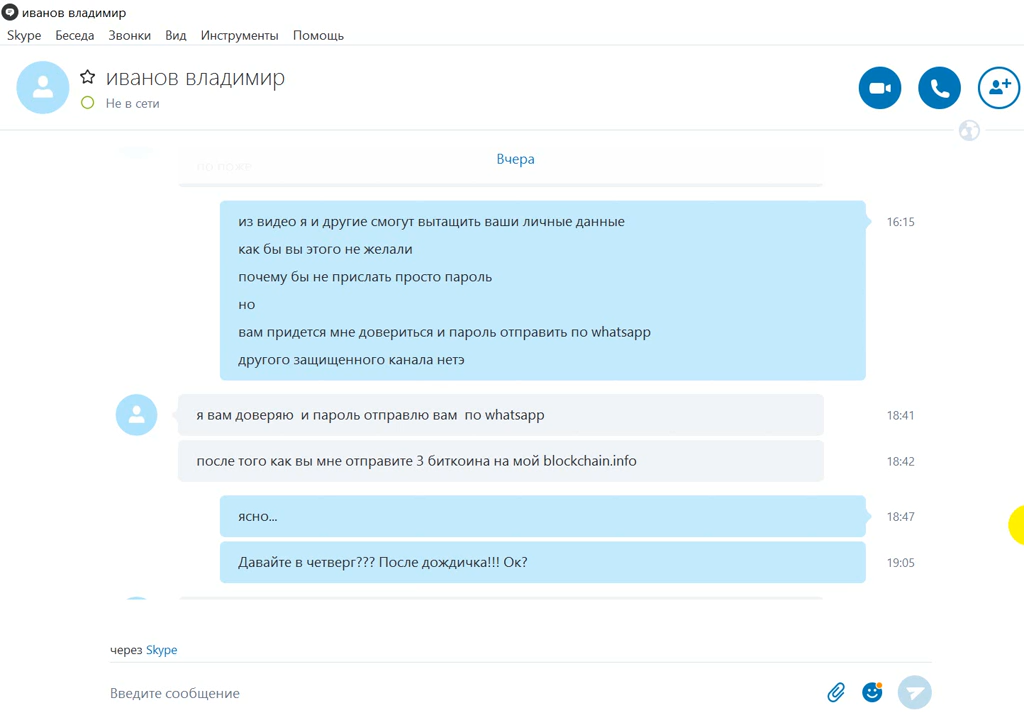 иванов владимир
Skype Беседа Звонки Вид Инструменты Помощь
иванов владимир
Не в сети
Вчера
из видео я и другие смогут вытащить ваши личные данные 16:15
как бы вы этого не желали
почему бы не прислать просто пароль
но
вам придется мне довериться и пароль отправить по whatsapp
другого защищенного канала нетэ
я вам доверяю и пароль отправлю вам по whatsapp 18:41
после того как вы мне отправите 3 биткоина на мой blockchain.info 18:42
ясно... 18:47
Давайте в четверг??? После дождичка!!! Ок? 19:05
через Skype
Введите сообщение